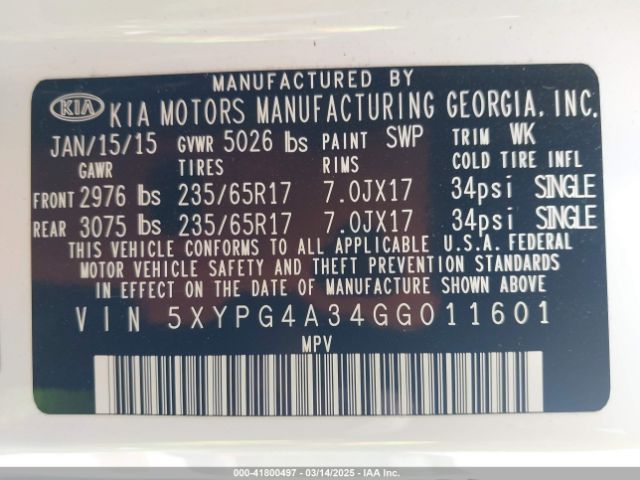 MANUFACTURED BY
KIA KIA MOTORS MANUFACTURING GEORGIA, INC.
JAN/15/15 GVWR 5026 lbs PAINT SWP TRIM WK
GAWR TIRES RIMS COLD TIRE INFL
FRONT 2976 lbs 235/65R17 7.0JX17 34psi SINGLE
REAR 3075 lbs 235/65R17 7.0JX17 34psi SINGLE
THIS VEHICLE CONFORMS TO ALL APPLICABLE U.S.A. FEDERAL
MOTOR VEHICLE SAFETY AND THEFT PREVENTION STANDARDS
IN EFFECT ON THE DATE OF MANUFACTURE SHOWN ABOVE
VIN 5XYPG4A34GG011601
MPV
000-41800497 - 03/14/2025 - IAA Inc.